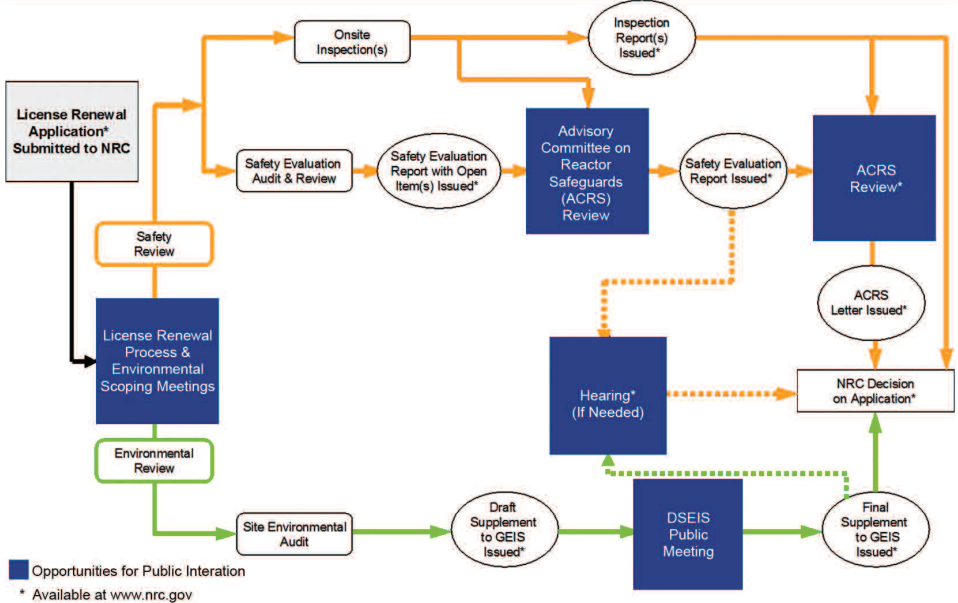 Onsite
Inspection(s)
Inspection
Report(s)
Issued*
License Renewal
Application*
Submitted to NRC
Safety Evaluation
Audit & Review
Safety Evaluation
Report with Open
Item(s) Issued*
Advisory
Committee on
Reactor
Safeguards
(ACRS)
Review
Safety Evaluation
Report Issued*
ACRS
Review*
Safety
Review
ACRS
Letter Issued*
License Renewal
Process &
Environmental
Scoping Meetings
Hearing*
(If Needed)
NRC Decision
on Application*
Environmental
Review
Site Environmental
Audit
Draft
Supplement
to GEIS
Issued*
DSEIS
Public
Meeting
Final
Supplement
to GEIS
Issued*
Opportunities for Public Interation
* Available at www.nrc.gov